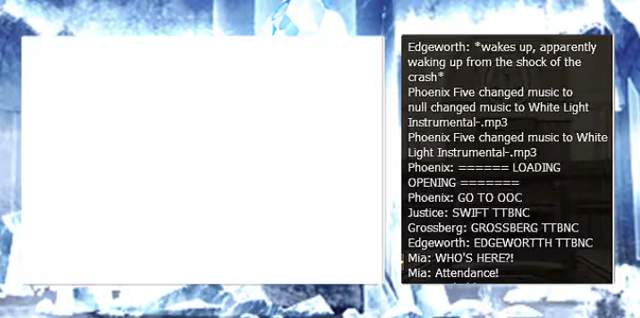 Edgeworth: *wakes up, apparently
waking up from the shock of the
crash*
Phoenix Five changed music to
null changed music to White Light
Instrumental-.mp3
Phoenix Five changed music to White
Light Instrumental-.mp3
Phoenix: ====== LOADING
OPENING =======
Phoenix: GO TO OOC
Justice: SWIFT TTBNC
Grossberg: GROSSBERG TTBNC
Edgeworth: EDGEWORTTH TTBNC
Mia: WHO'S HERE?!
Mia: Attendance!